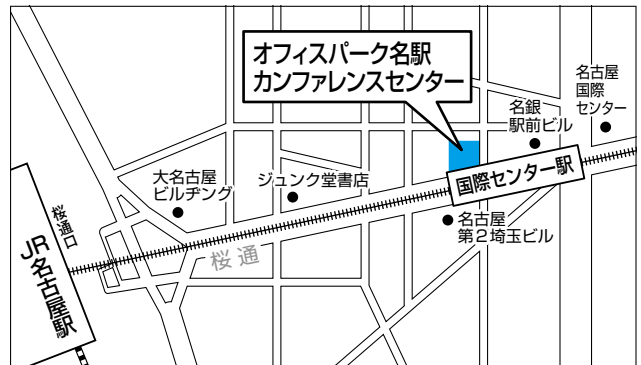 オフィスパーク名駅
カンファレンスセンター
名古屋
国際
センター
名銀
駅前ビル
国際センター駅
大名古屋
ビルヂング
ジュンク堂書店
名古屋
第2埼玉ビル
桜通
桜通口
JR名古屋駅